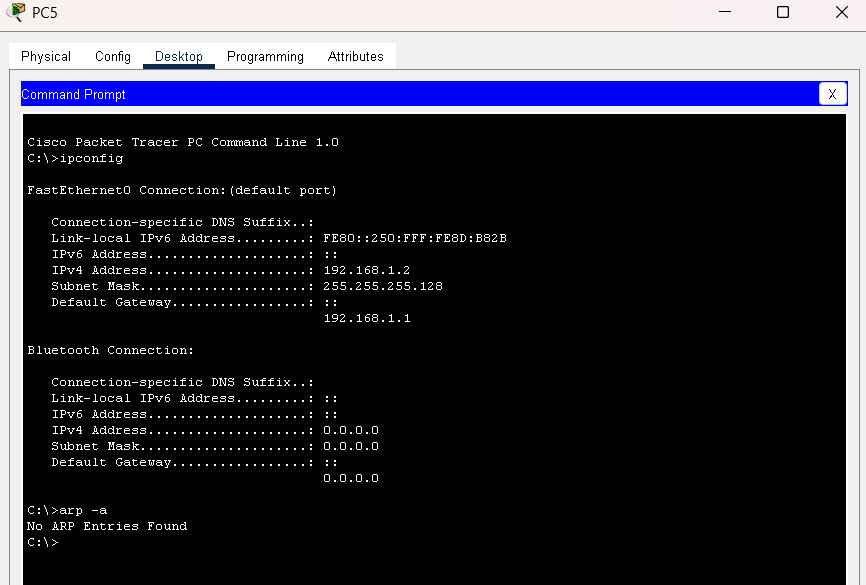 PC5
Physical Config Desktop Programming Attributes
Command Prompt X
Cisco Packet Tracer PC Command Line 1.0
C:\>ipconfig
FastEthernet0 Connection:(default port)
Connection-specific DNS Suffix..:
Link-local IPv6 Address.........: FE80::250:FFF:FE8D:B82B
IPv6 Address....................: ::
IPv4 Address....................: 192.168.1.2
Subnet Mask.....................: 255.255.255.128
Default Gateway.................: ::
192.168.1.1
Bluetooth Connection:
Connection-specific DNS Suffix..:
Link-local IPv6 Address.........: ::
IPv6 Address....................: ::
IPv4 Address....................: 0.0.0.0
Subnet Mask.....................: 0.0.0.0
Default Gateway.................: ::
0.0.0.0
C:\>arp -a
No ARP Entries Found
C:\>